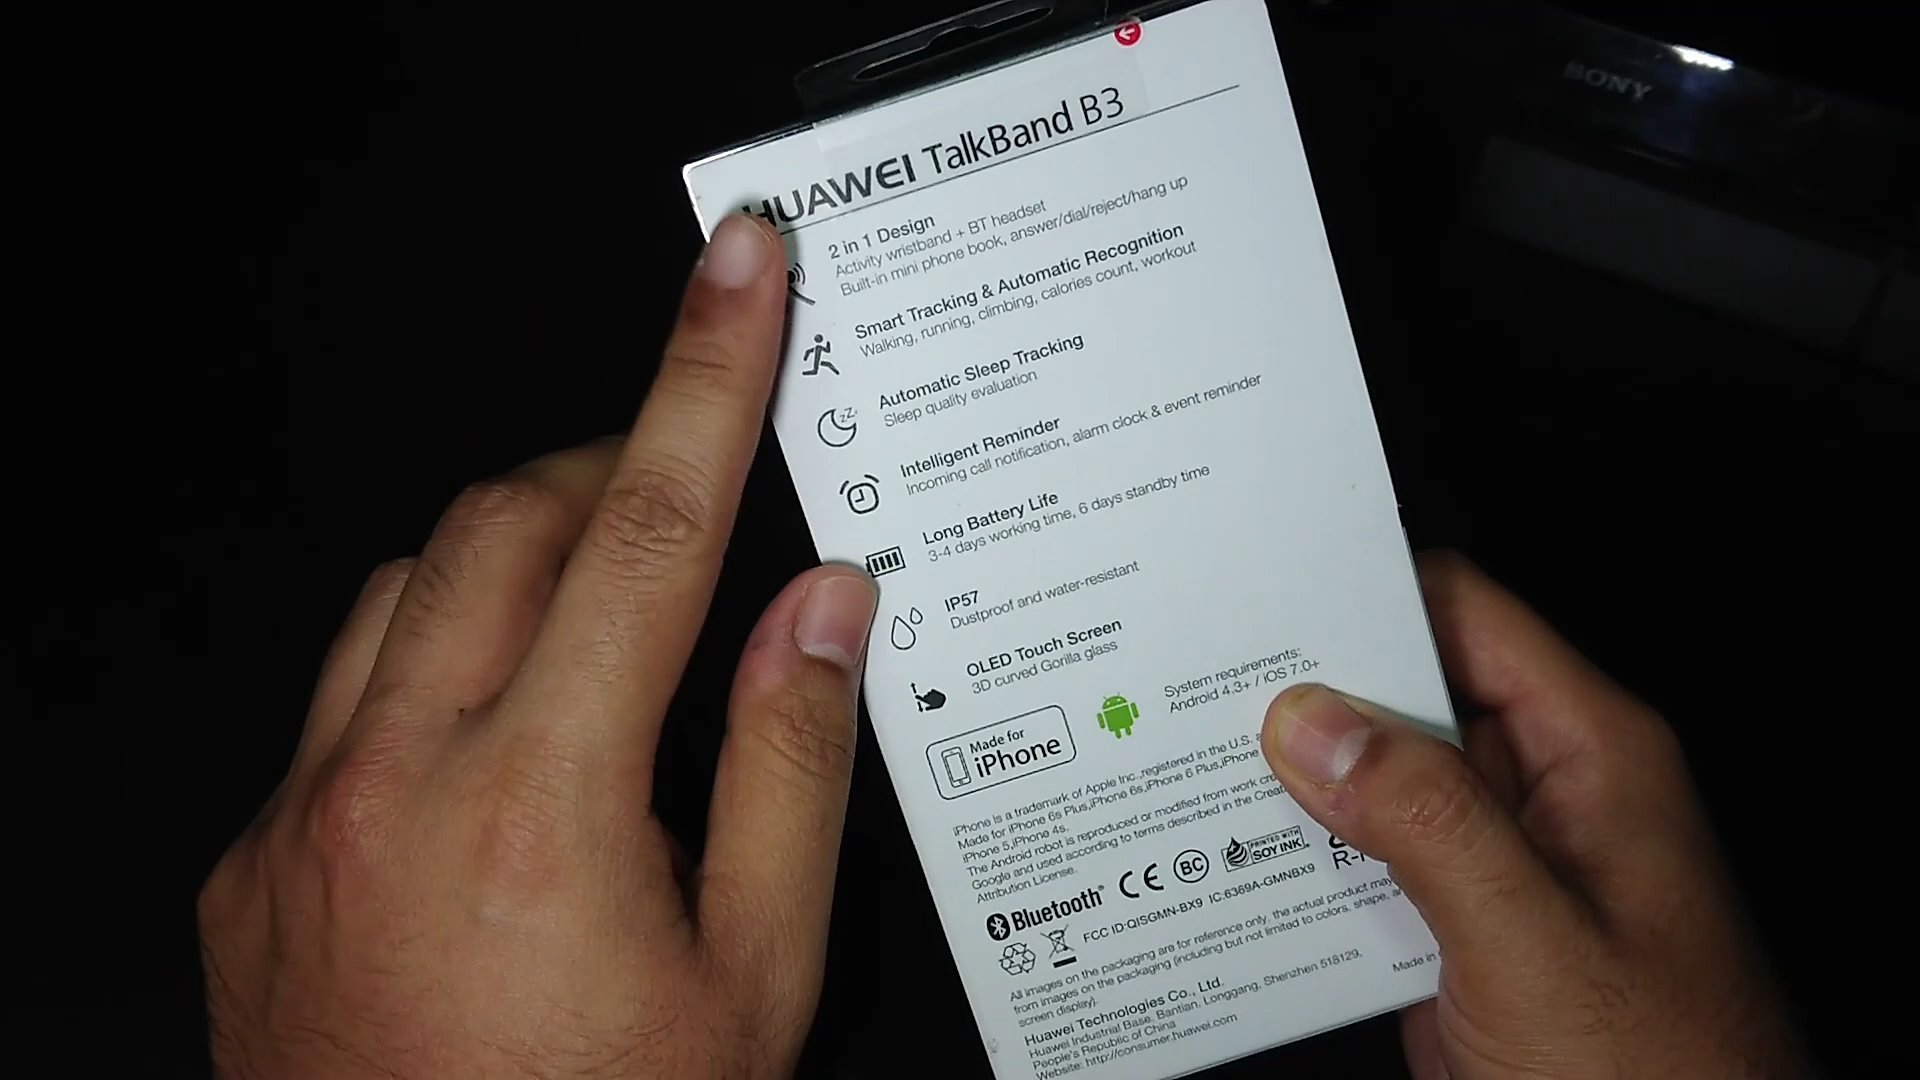 SONY
HUAWEI TalkBand B3
2 in 1 Design
Activity wristband + BT headset
Built-in mini phone book, answer/dial/reject/hang up
Smart Tracking & Automatic Recognition
Walking, running, climbing, calories count, workout
Automatic Sleep Tracking
Sleep quality evaluation
zZ
Intelligent Reminder
Incoming call notification, alarm clock & event reminder
Long Battery Life
3-4 days working time, 6 days standby time
IP57
Dustproof and water-resistant
OLED Touch Screen
3D curved Gorilla glass
Made for
iPhone
System requirements:
Android 4.3+ / iOS 7.0+
iPhone is a trademark of Apple Inc.,registered in the U.S.
Made for iPhone 6s Plus,iPhone 6s,iPhone 6 Plus,iPhone
iPhone 5,iPhone 4s.
The Android robot is reproduced or modified from work
Google and used according to terms described in the
Attribution License.
Bluetooth®
CE
BC
PRINTED WITH
SOY INK
FCC ID:QISGMN-BX9 IC:6369A-GMNBX9
All images on the packaging are for reference only, the actual product may
from images on the packaging (including but not limited to colors, shape,
screen display).
Huawei Technologies Co., Ltd.
Huawei Industrial Base, Bantian, Longgang, Shenzhen 518129,
People's Republic of China
Website: http://consumer.huawei.com
Made in